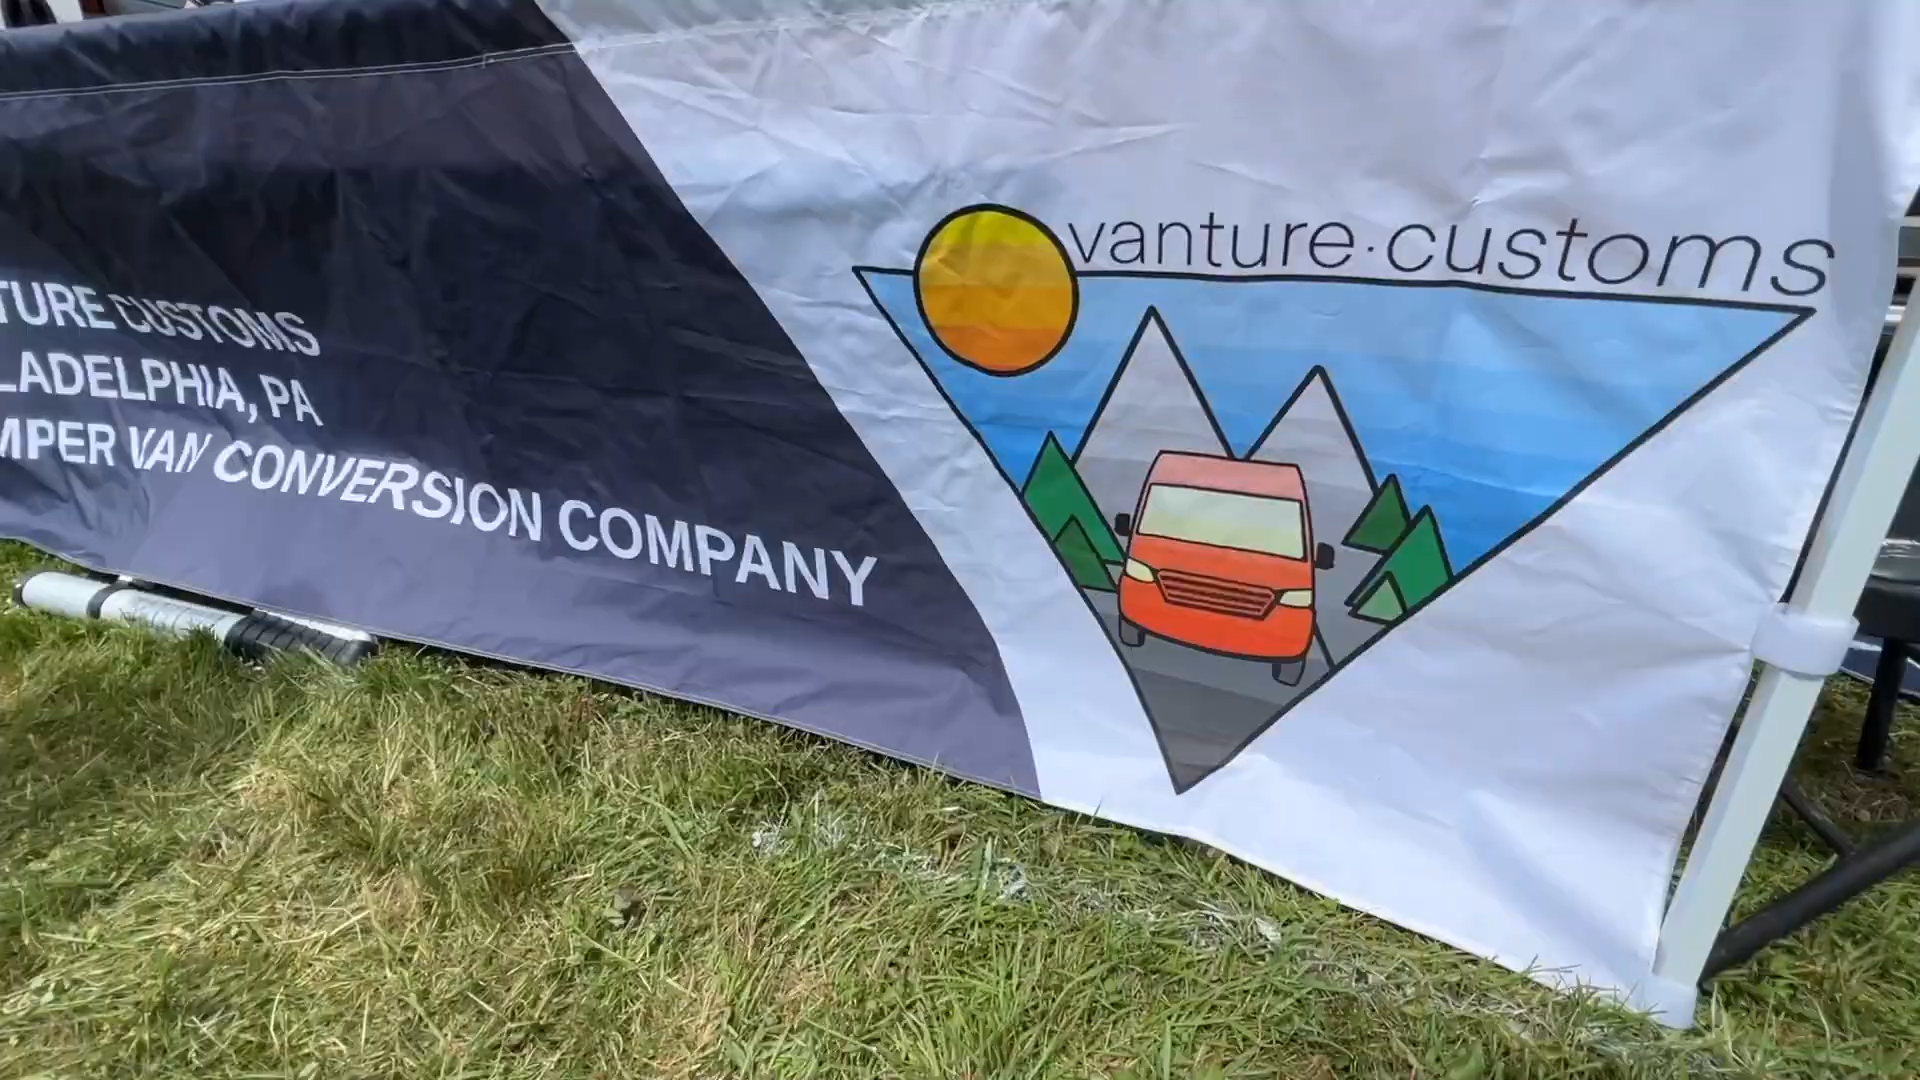 TURE CUSTOMS
LADELPHIA, PA
MPER VAN CONVERSION COMPANY
vanture·customs